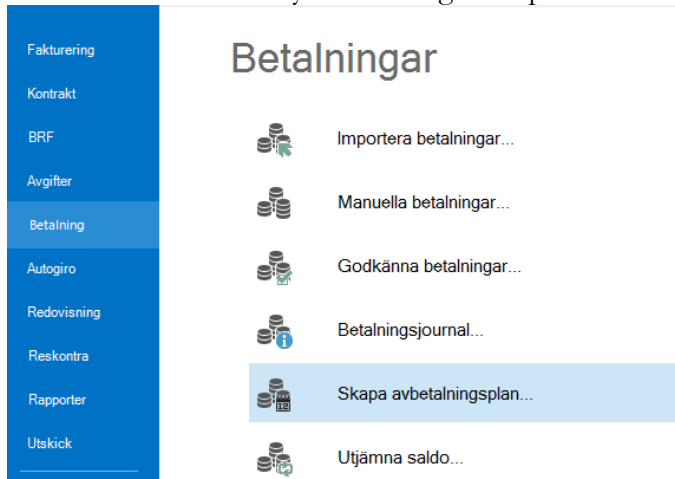 Fakturering
Kontrakt
BRF
Avgifter
Betalning
Autogiro
Redovisning
Reskontra
Rapporter
Utskick
Betalningar
Importera betalningar...
Manuella betalningar...
Godkänna betalningar...
Betalningsjournal...
Skapa avbetalningsplan...
12
Utjämna saldo...